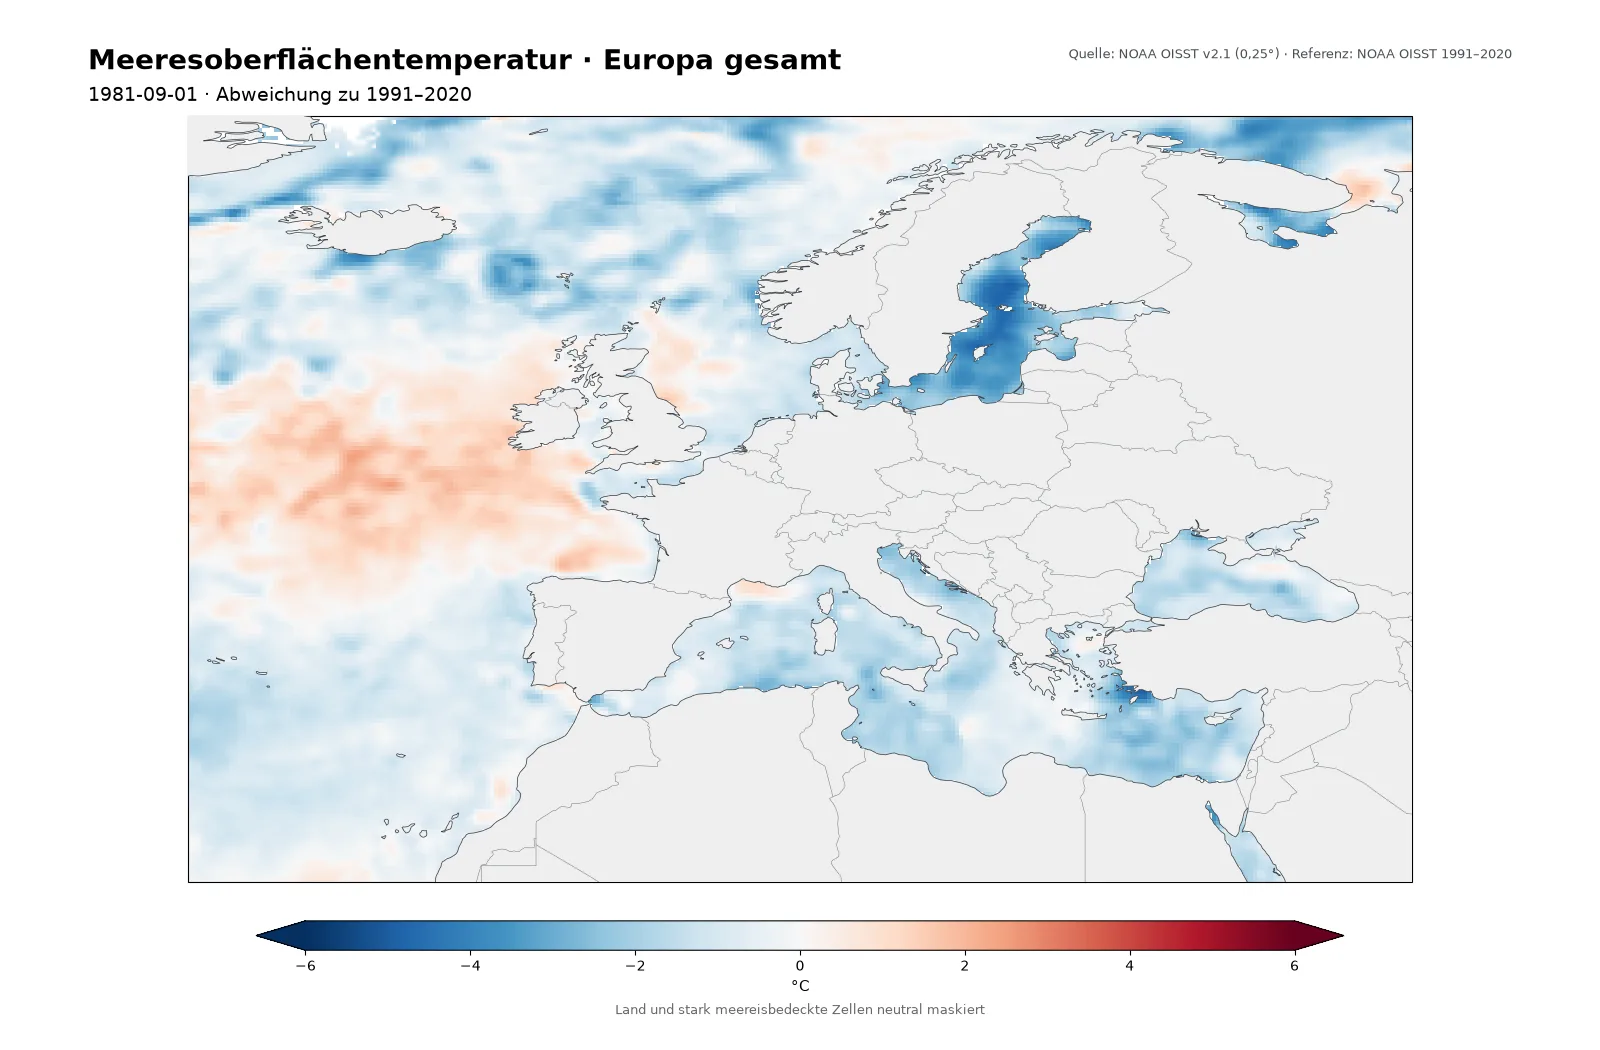 Meeresoberflächentemperatur · Europa gesamt
Quelle: NOAA OISST v2.1 (0,25°) · Referenz: NOAA OISST 1991–2020
1981-09-01 · Abweichung zu 1991–2020
−6 −4 −2 0 2 4 6
°C
Land und stark meereisbedeckte Zellen neutral maskiert